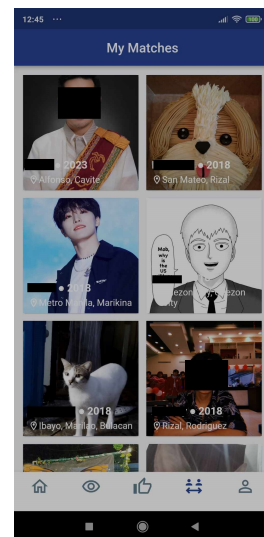 12:45 ...
100
My Matches
• 2023
Alfonso, Cavite
• 2018
San Mateo, Rizal
• 2018
Metro Manila, Marikina
Mob,
why
is
the
US
• 2018
Ibayo, Marilao, Bulacan
• 2018
Rizal, Rodriguez